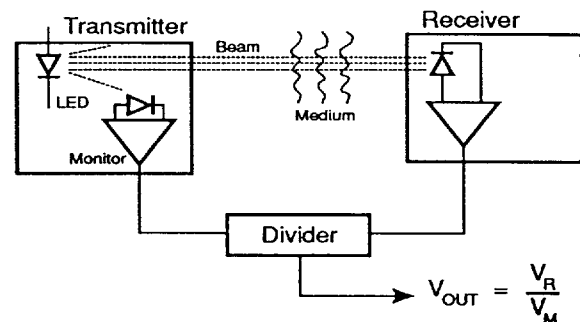 Transmitter
Receiver
Beam
LED
Medium
Monitor
Divider
V_OUT = V_R / V_M